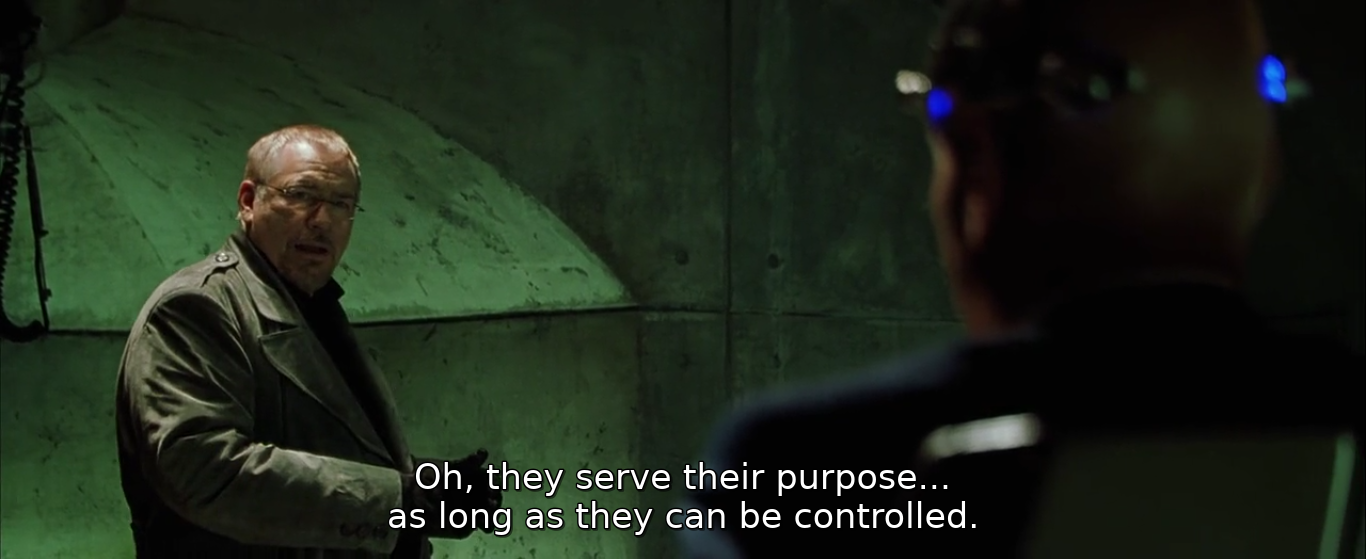 Oh, they serve their purpose...
as long as they can be controlled.